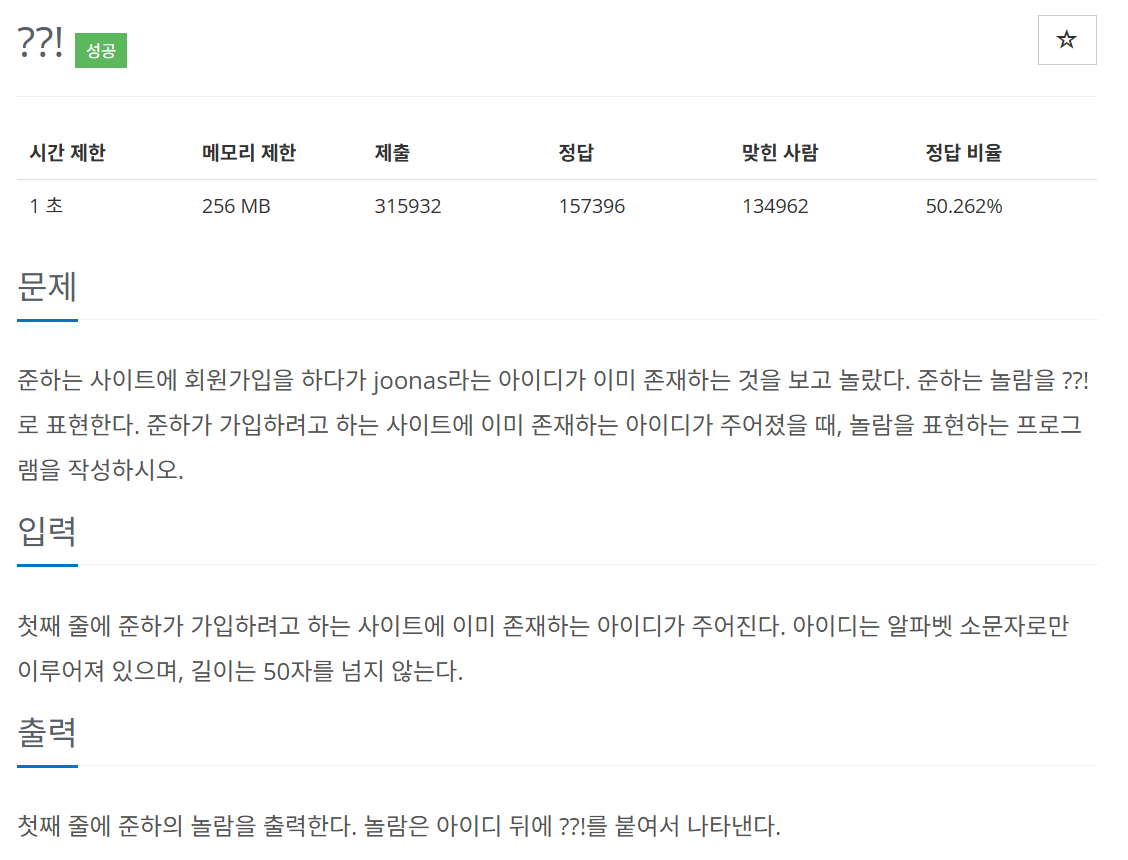 ??! 성공
☆
시간 제한 메모리 제한 제출 정답 맞힌 사람 정답 비율
1 초 256 MB 315932 157396 134962 50.262%
문제
준하는 사이트에 회원가입을 하다가 joonas라는 아이디가 이미 존재하는 것을 보고 놀랐다. 준하는 놀람을 ??!
로 표현한다. 준하가 가입하려고 하는 사이트에 이미 존재하는 아이디가 주어졌을 때, 놀람을 표현하는 프로그
램을 작성하시오.
입력
첫째 줄에 준하가 가입하려고 하는 사이트에 이미 존재하는 아이디가 주어진다. 아이디는 알파벳 소문자로만
이루어져 있으며, 길이는 50자를 넘지 않는다.
출력
첫째 줄에 준하의 놀람을 출력한다. 놀람은 아이디 뒤에 ??!를 붙여서 나타낸다.